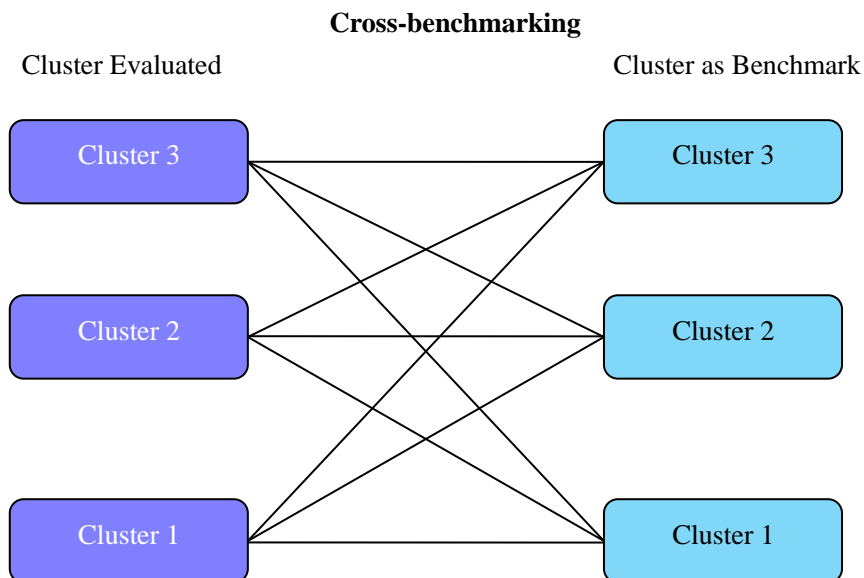 Cross-benchmarking
Cluster Evaluated
Cluster as Benchmark
Cluster 3
Cluster 3
Cluster 2
Cluster 2
Cluster 1
Cluster 1